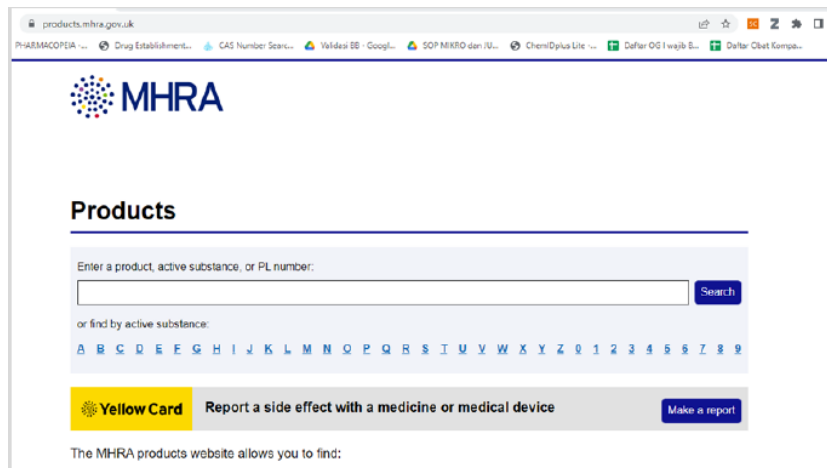 products.mhra.gov.uk
PHARMACOPEIA -... Drug Establishment... CAS Number Searc... Validasi BB - Googl... SOP MIKRO dan /U... ChemIDplus Lite -... Daftar OG I wajib B... Daftar Obat Kompa...
MHRA
Products
Enter a product, active substance, or PL number:
Search
or find by active substance:
A B C D E F G H I J K L M N O P Q R S T U V W X Y Z 0 1 2 3 4 5 6 7 8 9
Yellow Card Report a side effect with a medicine or medical device Make a report
The MHRA products website allows you to find: